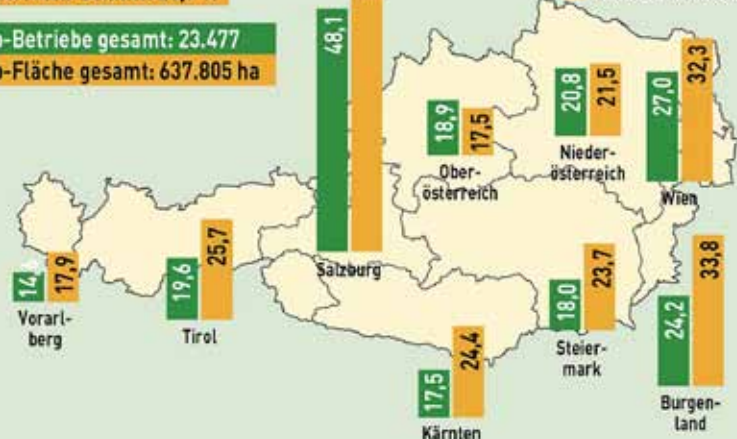 -Betriebe gesamt: 23.477
-Fläche gesamt: 637.805 ha
48,1
18,9
17,5
Ober-
österreich
20,8
21,5
Nieder-
österreich
27,0
32,3
Wien
14
17,9
Vorarl-
berg
19,6
25,7
Tirol
Salzburg
17,5
24,4
Kärnten
18,0
23,7
Steier-
mark
24,2
33,8
Burgen-
land